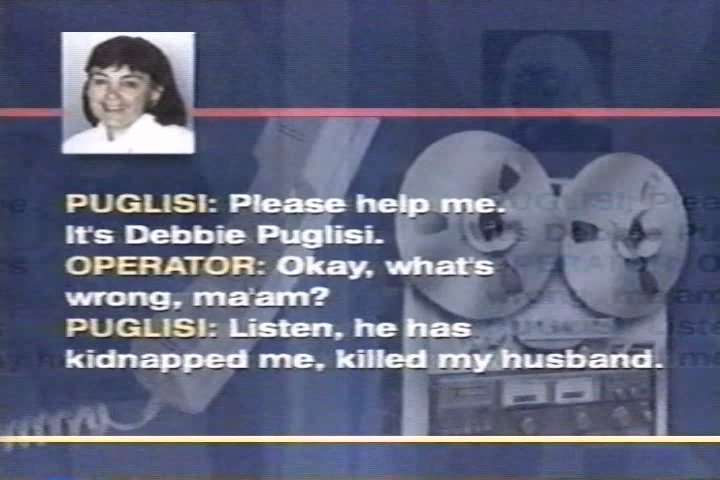 PUGLISI: Please help me.
It's Debbie Puglisi.
OPERATOR: Okay, what's
wrong, ma'am?
PUGLISI: Listen, he has
kidnapped me, killed my husband.